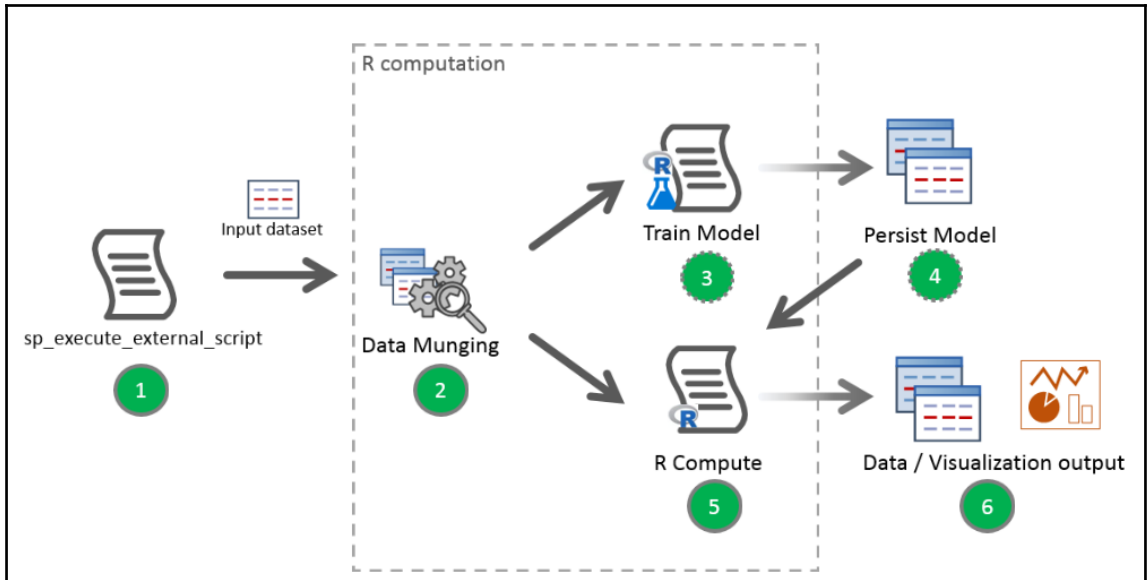 R computation
Input dataset
sp_execute_external_script
1
Data Munging
2
R
Train Model
3
Persist Model
4
R
R Compute
5
Data / Visualization output
6